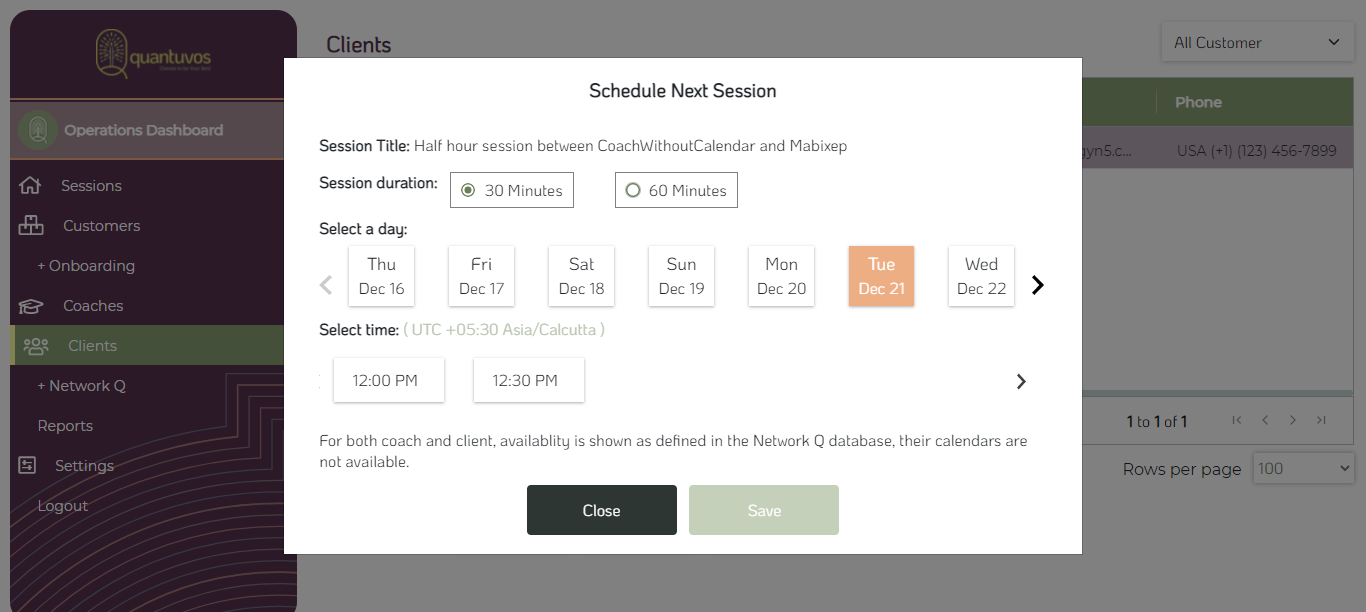 quantuvos
Clients
All Customer
Operations Dashboard
Phone
gyn5.c...
USA (+1) (123) 456-7899
Sessions
Customers
+ Onboarding
Coaches
Clients
+ Network Q
Reports
Settings
Logout
Schedule Next Session
Session Title: Half hour session between CoachWithoutCalendar and Mabixep
Session duration: 30 Minutes 60 Minutes
Select a day:
Thu Fri Sat Sun Mon Tue Wed
Dec 16 Dec 17 Dec 18 Dec 19 Dec 20 Dec 21 Dec 22
Select time: ( UTC +05:30 Asia/Calcutta )
12:00 PM 12:30 PM
For both coach and client, availablity is shown as defined in the Network Q database, their calendars are
not available.
Close Save
1 to 1 of 1
Rows per page 100